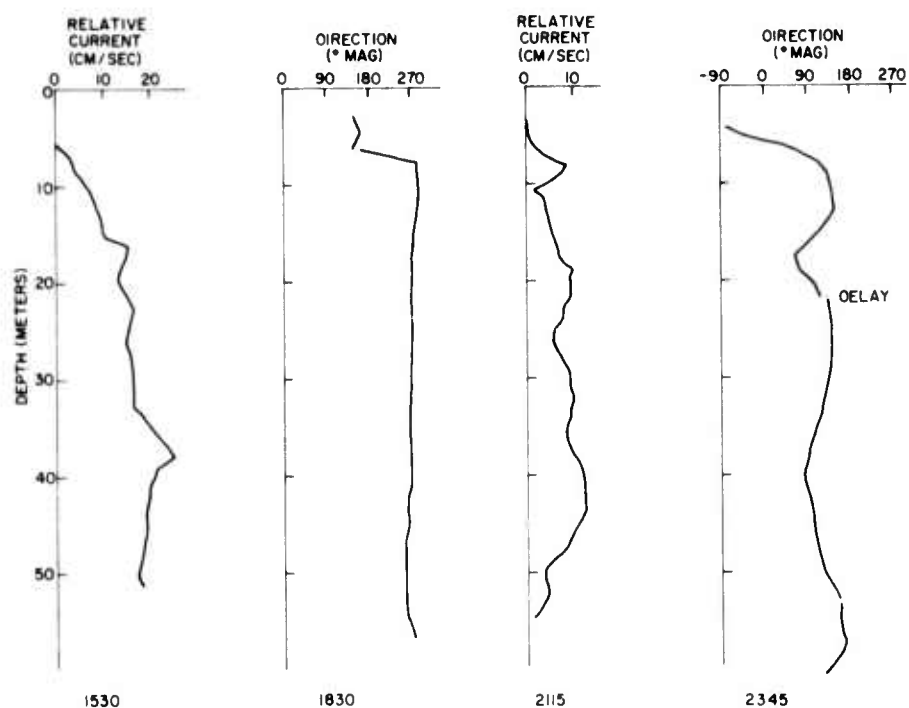 RELATIVE
CURRENT
(CM/SEC)
0 10 20
OIRECTION
(° MAG)
0 90 180 270
RELATIVE
CURRENT
(CM/SEC)
0 10
OIRECTION
(° MAG)
-90 0 90 180 270
0
10
20
30
40
50
DEPTH (METERS)
OELAY
1530 1830 2115 2345